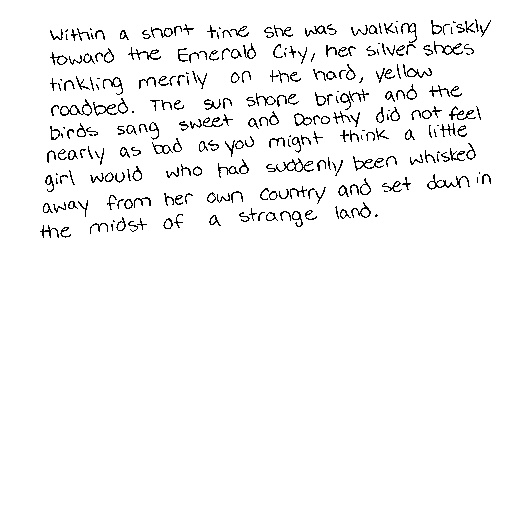 Within a short time she was walking briskly
toward the Emerald City, her silver shoes
tinkling merrily on the hard, yellow
roadbed. The sun shone bright and the
birds sang sweet and Dorothy did not feel
nearly as bad as you might think a little
girl would who had suddenly been whisked
away from her own country and set down in
the midst of a strange land.